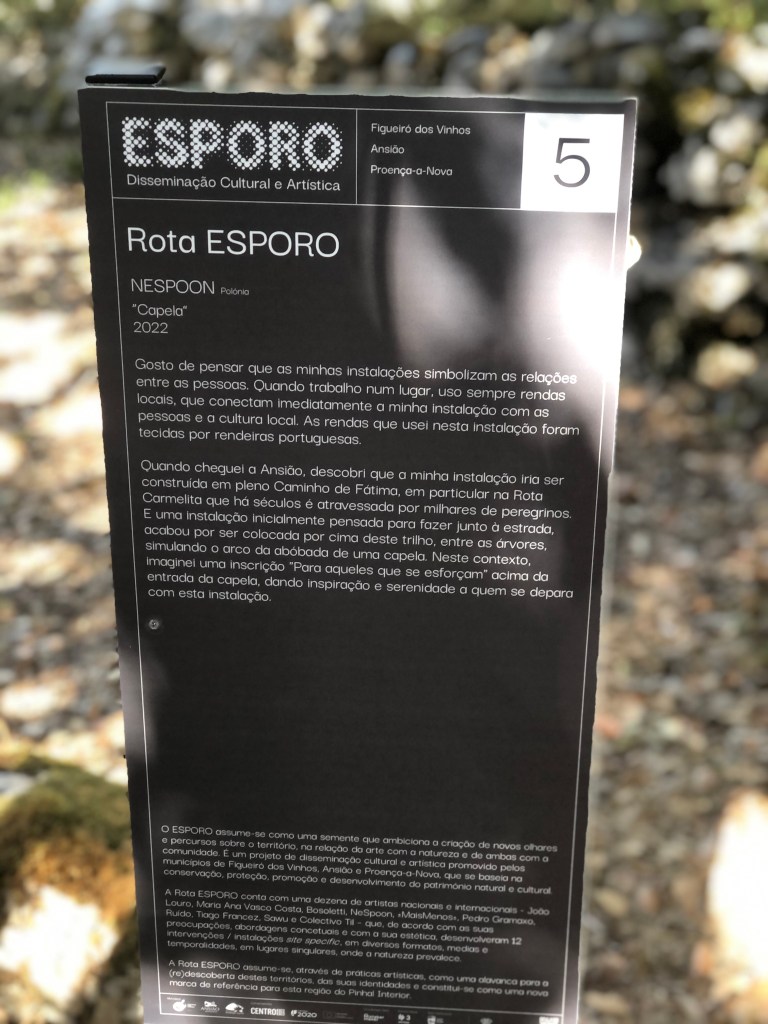 ESPORO
Disseminação Cultural e Artística
Figueiró dos Vinhos
Ansião
Proença-a-Nova
5
Rota ESPORO
NESPOON Polónia
"Capela"
2022
Gosto de pensar que as minhas instalações simbolizam as relações
entre as pessoas. Quando trabalho num lugar, uso sempre rendas
locais, que conectam imediatamente a minha instalação com as
pessoas e a cultura local. As rendas que usei nesta instalação foram
tecidas por rendeiras portuguesas.
Quando cheguei a Ansião, descobri que a minha instalação iria ser
construída em pleno Caminho de Fátima, em particular na Rota
Carmelita que há séculos é atravessada por milhares de peregrinos.
E uma instalação inicialmente pensada para fazer junto à estrada,
acabou por ser colocada por cima deste trilho, entre as árvores,
simulando o arco da abóbada de uma capela. Neste contexto,
imaginei uma inscrição "Para aqueles que se esforçam" acima da
entrada da capela, dando inspiração e serenidade a quem se depara
com esta instalação.
O ESPORO assume-se como uma semente que ambiciona a criação de novos olhares
e percursos sobre o território, na relação da arte com a natureza e de ambas com a
comunidade. É um projeto de disseminação cultural e artística promovido pelos
municípios de Figueiró dos Vinhos, Ansião e Proença-a-Nova, que se baseia na
conservação, proteção, promoção e desenvolvimento do património natural e cultural.
A Rota ESPORO conta com uma dezena de artistas nacionais e internacionais - João
Louro, Maria Ana Vasco Costa, Bosoletti, NeSpoon, ‹MaisMenos›, Pedro Gramaxo,
Ruído, Tiago Francez, Sawu e Colectivo Til - que, de acordo com as suas
preocupações, abordagens concetuais e com a sua estética, desenvolveram 12
intervenções / instalações site specific, em diversos formatos, medias e
temporalidades, em lugares singulares, onde a natureza prevalece.
A Rota ESPORO assume-se, através de práticas artísticas, como uma alavanca para a
(re)descoberta destes territórios, das suas identidades e constitui-se como uma nova
marca de referência para esta região do Pinhal Interior.
CENTRO 2020